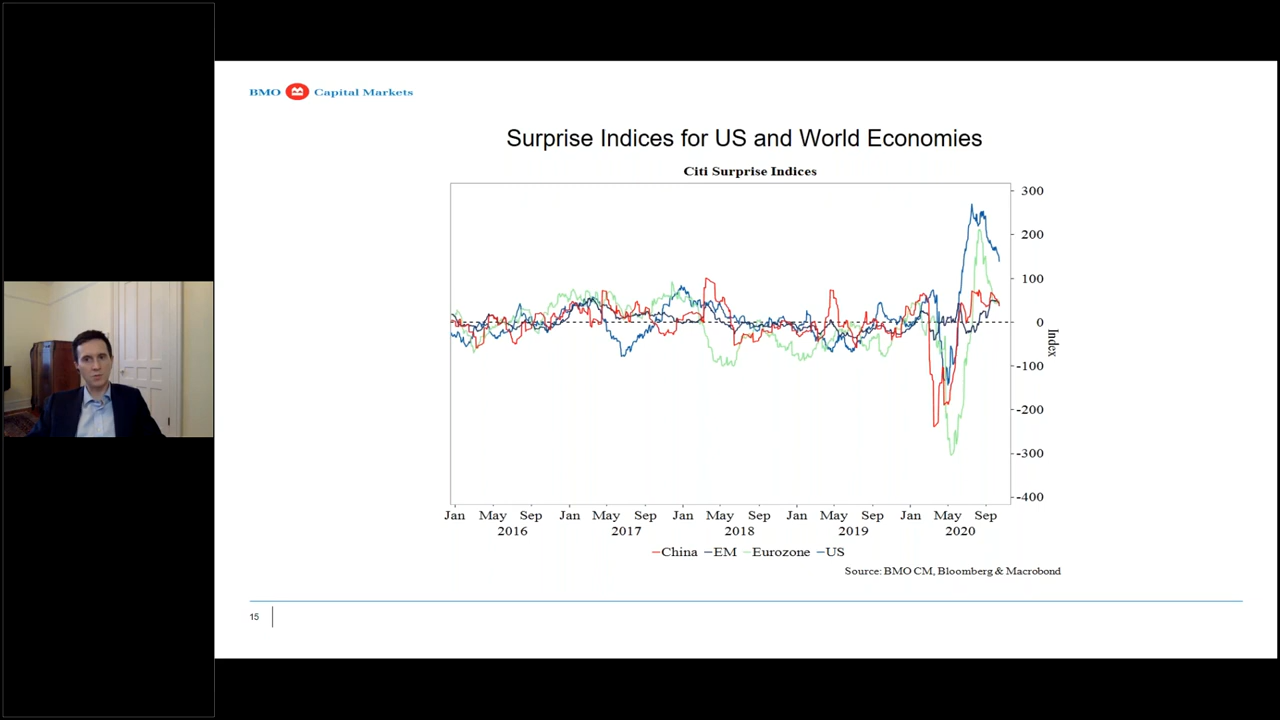 BMO Capital Markets
Surprise Indices for US and World Economies
Citi Surprise Indices
300
200
100
0
-100
-200
-300
-400
Index
Jan May Sep Jan May Sep Jan May Sep Jan May Sep Jan May Sep
2016 2017 2018 2019 2020
China EM Eurozone US
Source: BMO CM, Bloomberg & Macrobond
15